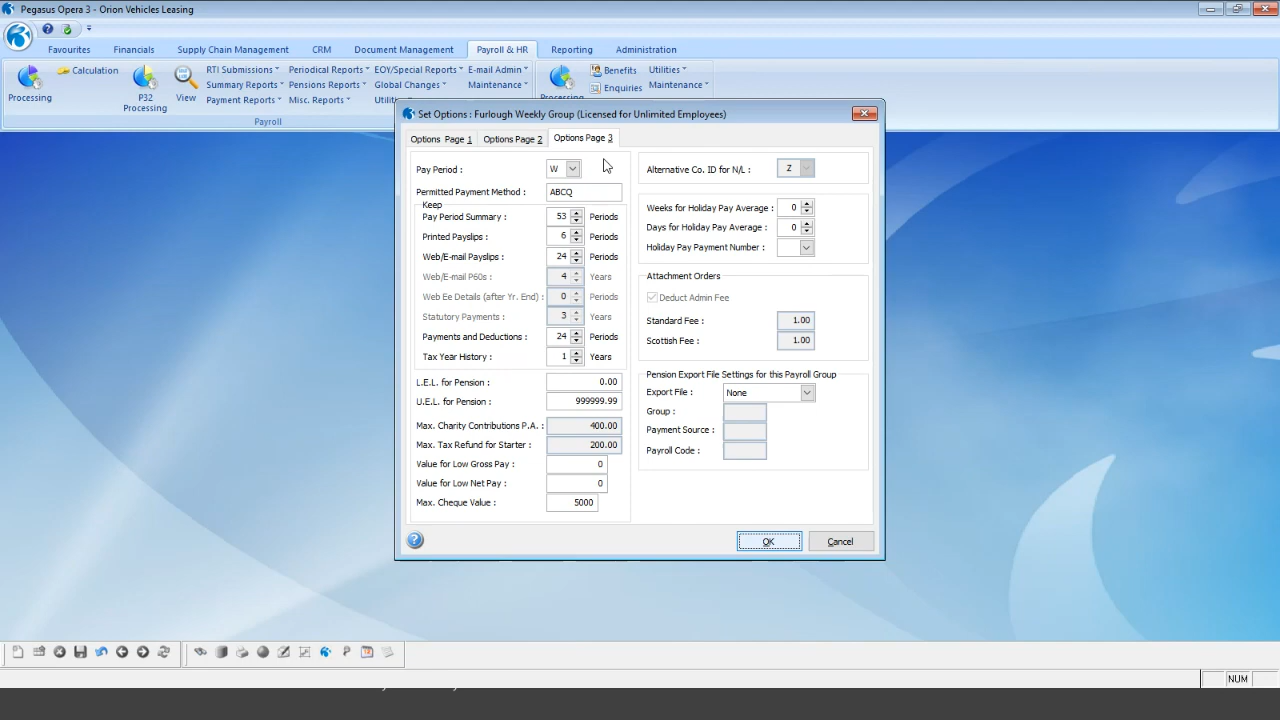 Pegasus Opera 3 - Orion Vehicles Leasing
Favourites Financials Supply Chain Management CRM Document Management Payroll & HR Reporting Administration
Processing
Calculation
P32 Processing
View
RTI Submissions Periodical Reports EOY/Special Reports E-mail Admin
Summary Reports Pensions Reports Global Changes Maintenance
Payment Reports Misc. Reports
Payroll
Processing
Benefits Utilities
Enquiries Maintenance
Set Options : Furlough Weekly Group (Licensed for Unlimited Employees)
Options Page 1 Options Page 2 Options Page 3
Pay Period : W
Permitted Payment Method : ABCQ
Keep
Pay Period Summary : 53 Periods
Printed Payslips : 6 Periods
Web/E-mail Payslips : 24 Periods
Web/E-mail P60s : 4 Years
Web Ee Details (after Yr. End) : 0 Periods
Statutory Payments : 3 Years
Payments and Deductions : 24 Periods
Tax Year History : 1 Years
L.E.L. for Pension : 0.00
U.E.L. for Pension : 999999.99
Max. Charity Contributions P.A. : 400.00
Max. Tax Refund for Starter : 200.00
Value for Low Gross Pay : 0
Value for Low Net Pay : 0
Max. Cheque Value : 5000
Alternative Co. ID for N/L : Z
Weeks for Holiday Pay Average : 0
Days for Holiday Pay Average : 0
Holiday Pay Payment Number :
Attachment Orders
Deduct Admin Fee
Standard Fee : 1.00
Scottish Fee : 1.00
Pension Export File Settings for this Payroll Group
Export File : None
Group :
Payment Source :
Payroll Code :
OK Cancel
NUM